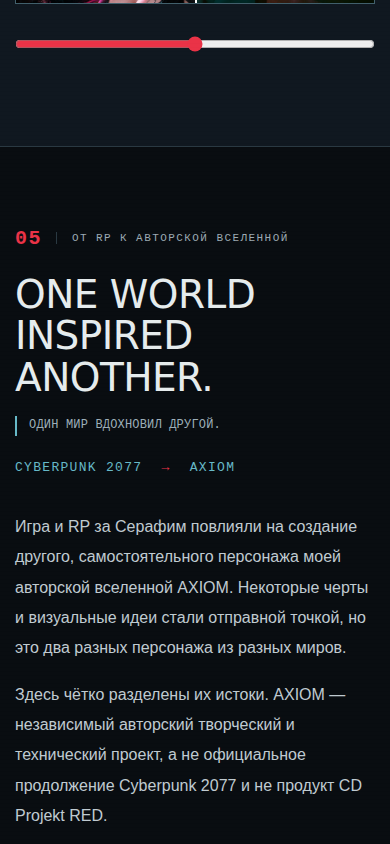 05 ОТ RP К АВТОРСКОЙ ВСЕЛЕННОЙ
ONE WORLD
INSPIRED
ANOTHER.
ОДИН МИР ВДОХНОВИЛ ДРУГОЙ.
CYBERPUNK 2077 → AXIOM
Игра и RP за Серафим повлияли на создание
другого, самостоятельного персонажа моей
авторской вселенной AXIOM. Некоторые черты
и визуальные идеи стали отправной точкой, но
это два разных персонажа из разных миров.
Здесь чётко разделены их истоки. AXIOM —
независимый авторский творческий и
технический проект, а не официальное
продолжение Cyberpunk 2077 и не продукт CD
Projekt RED.